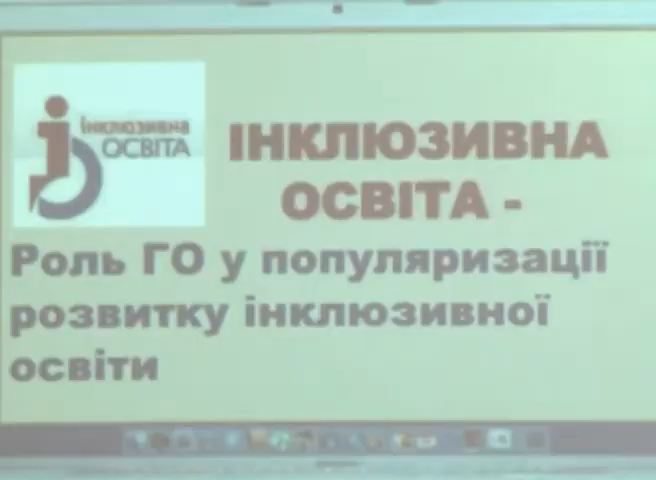 Інклюзивна
ОСВІТА
ІНКЛЮЗИВНА
ОСВІТА -
Роль ГО у популяризації
розвитку інклюзивної
освіти